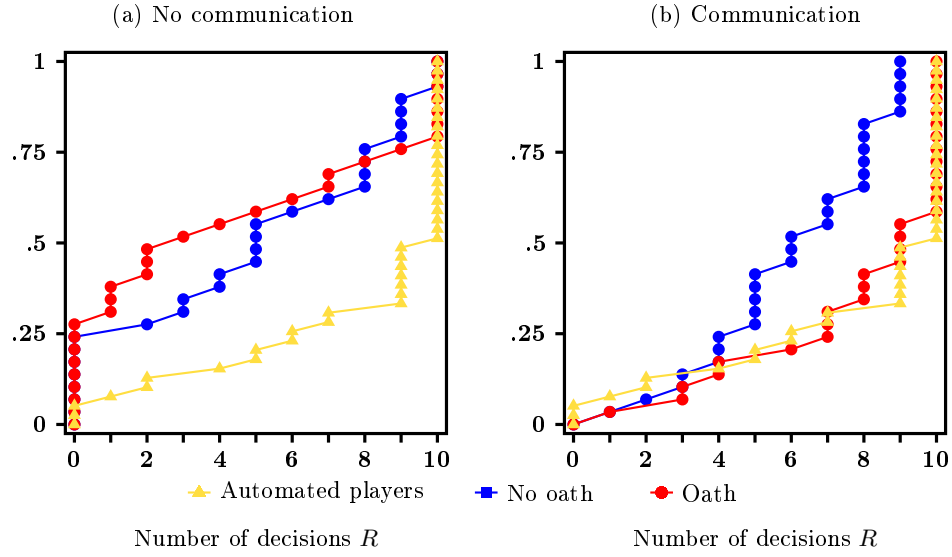 (a) No communication
(b) Communication
1
.75
.5
.25
0
0 2 4 6 8 10
1
.75
.5
.25
0
0 2 4 6 8 10
Automated players No oath Oath
Number of decisions R
Number of decisions R